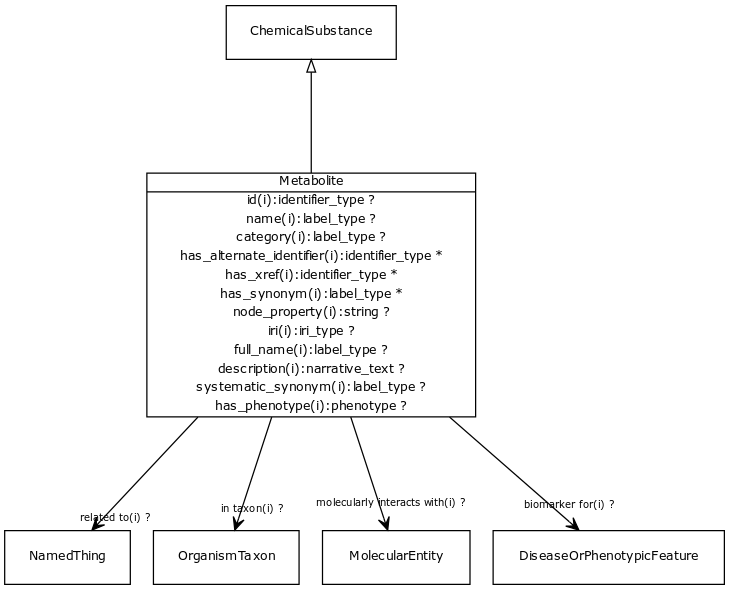 ChemicalSubstance
Metabolite
id(i):identifier_type ?
name(i):label_type ?
category(i):label_type ?
has_alternate_identifier(i):identifier_type *
has_xref(i):identifier_type *
has_synonym(i):label_type *
node_property(i):string ?
iri(i):iri_type ?
full_name(i):label_type ?
description(i):narrative_text ?
systematic_synonym(i):label_type ?
has_phenotype(i):phenotype ?
related to(i) ?
in taxon(i) ?
molecularly interacts with(i) ?
biomarker for(i) ?
NamedThing
OrganismTaxon
MolecularEntity
DiseaseOrPhenotypicFeature